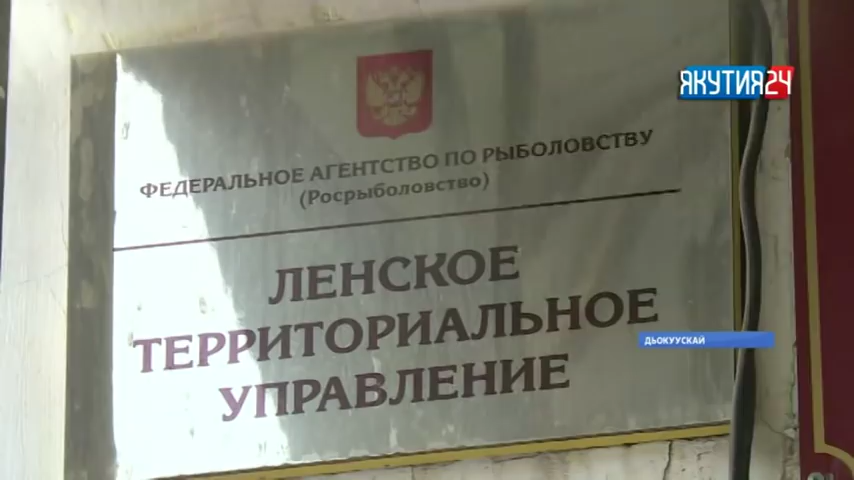 ЯКУТИЯ24
ФЕДЕРАЛЬНОЕ АГЕНТСТВО ПО РЫБОЛОВСТВУ
(Росрыболовство)
ЛЕНСКОЕ
ТЕРРИТОРИАЛЬНОЕ
УПРАВЛЕНИЕ
ДЬОКУУСКАЙ